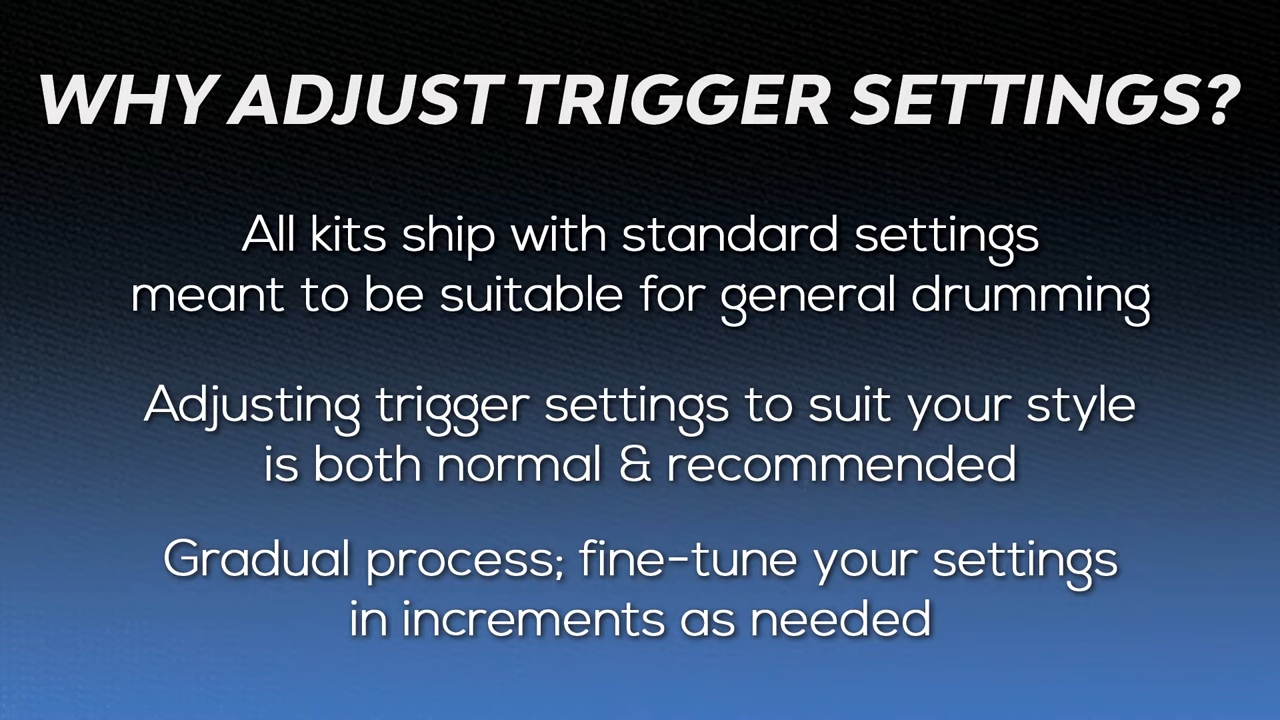 WHY ADJUST TRIGGER SETTINGS?
All kits ship with standard settings
meant to be suitable for general drumming
Adjusting trigger settings to suit your style
is both normal & recommended
Gradual process; fine-tune your settings
in increments as needed